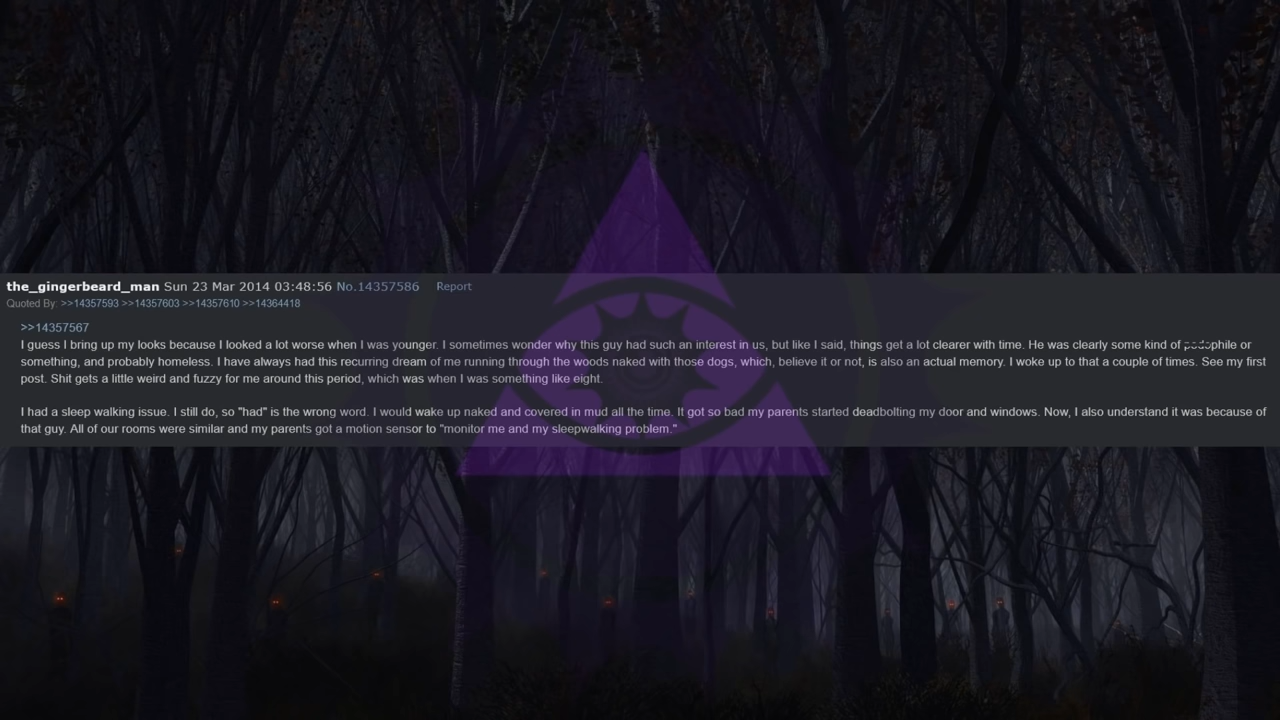 the_gingerbeard_man Sun 23 Mar 2014 03:48:56 No.14357586 Report
Quoted By: >>14357593 >>14357603 >>14357610 >>14364418
>>14357567
I guess I bring up my looks because I looked a lot worse when I was younger. I sometimes wonder why this guy had such an interest in us, but like I said, things get a lot clearer with time. He was clearly some kind of pedophile or
something, and probably homeless. I have always had this recurring dream of me running through the woods naked with those dogs, which, believe it or not, is also an actual memory. I woke up to that a couple of times. See my first
post. Shit gets a little weird and fuzzy for me around this period, which was when I was something like eight.
I had a sleep walking issue. I still do, so "had" is the wrong word. I would wake up naked and covered in mud all the time. It got so bad my parents started deadbolting my door and windows. Now, I also understand it was because of
that guy. All of our rooms were similar and my parents got a motion sensor to "monitor me and my sleepwalking problem."